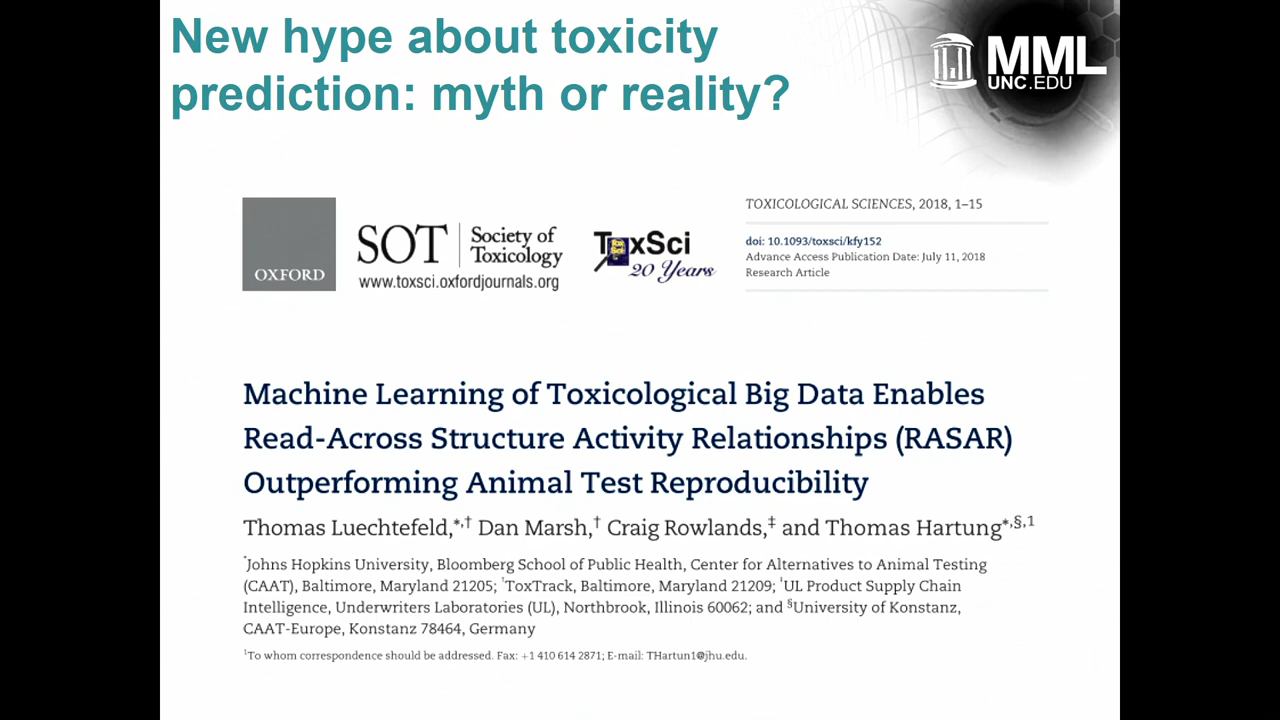 New hype about toxicity
prediction: myth or reality?
MML
UNC.EDU
OXFORD
SOT
Society of
Toxicology
www.toxsci.oxfordjournals.org
ToxSci
20 Years
TOXICOLOGICAL SCIENCES, 2018, 1–15
doi: 10.1093/toxsci/kfy152
Advance Access Publication Date: July 11, 2018
Research Article
Machine Learning of Toxicological Big Data Enables
Read-Across Structure Activity Relationships (RASAR)
Outperforming Animal Test Reproducibility
Thomas Luechtefeld,*,† Dan Marsh,† Craig Rowlands,‡ and Thomas Hartung*,§,1
*Johns Hopkins University, Bloomberg School of Public Health, Center for Alternatives to Animal Testing
(CAAT), Baltimore, Maryland 21205; †ToxTrack, Baltimore, Maryland 21209; ‡UL Product Supply Chain
Intelligence, Underwriters Laboratories (UL), Northbrook, Illinois 60062; and §University of Konstanz,
CAAT-Europe, Konstanz 78464, Germany
1To whom correspondence should be addressed. Fax: +1 410 614 2871; E-mail: THartun1@jhu.edu.